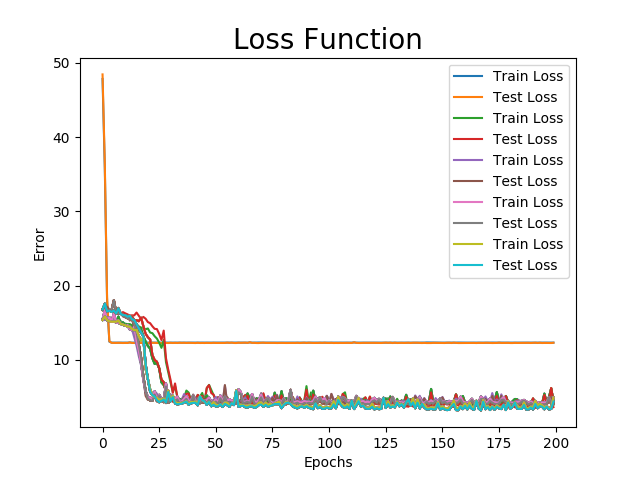 Loss Function
50
40
30
20
10
Error
0
25
50
75
100
125
150
175
200
Epochs
Train Loss
Test Loss
Train Loss
Test Loss
Train Loss
Test Loss
Train Loss
Test Loss
Train Loss
Test Loss